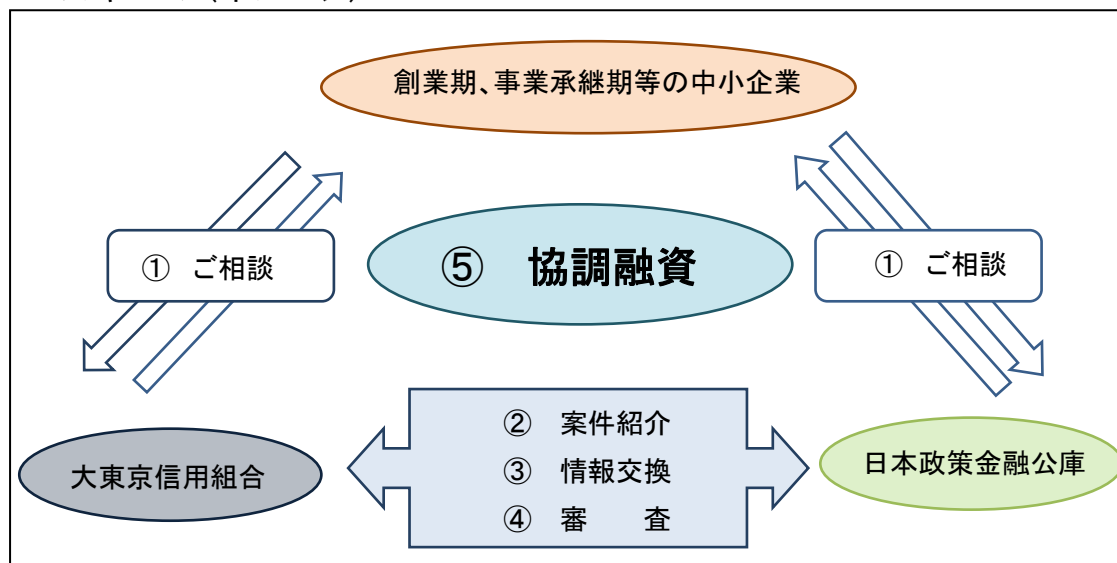 創業期、事業承継期等の中小企業
① ご相談
⑤ 協調融資
① ご相談
② 案件紹介
③ 情報交換
④ 審 査
大東京信用組合
日本政策金融公庫